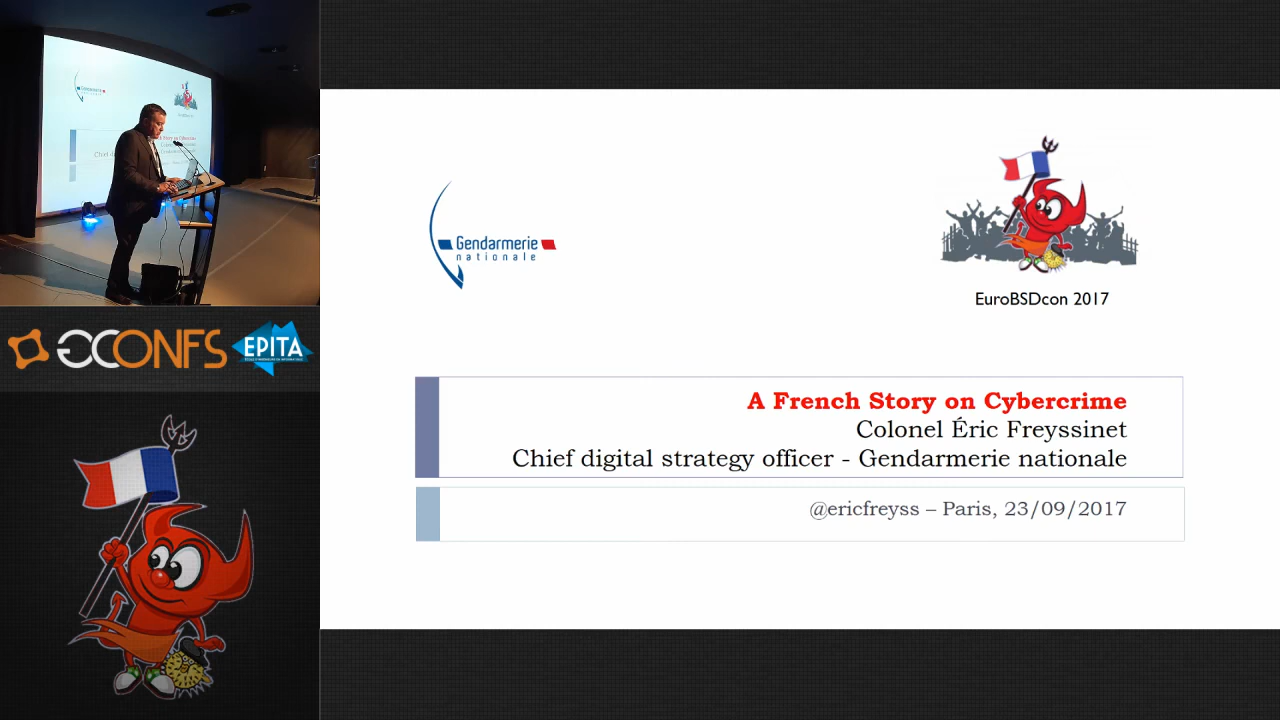 Gendarmerie
nationale
EuroBSDcon 2017
GCONFS
EPITA
A French Story on Cybercrime
Colonel Éric Freyssinet
Chief digital strategy officer - Gendarmerie nationale
@ericfreyss – Paris, 23/09/2017